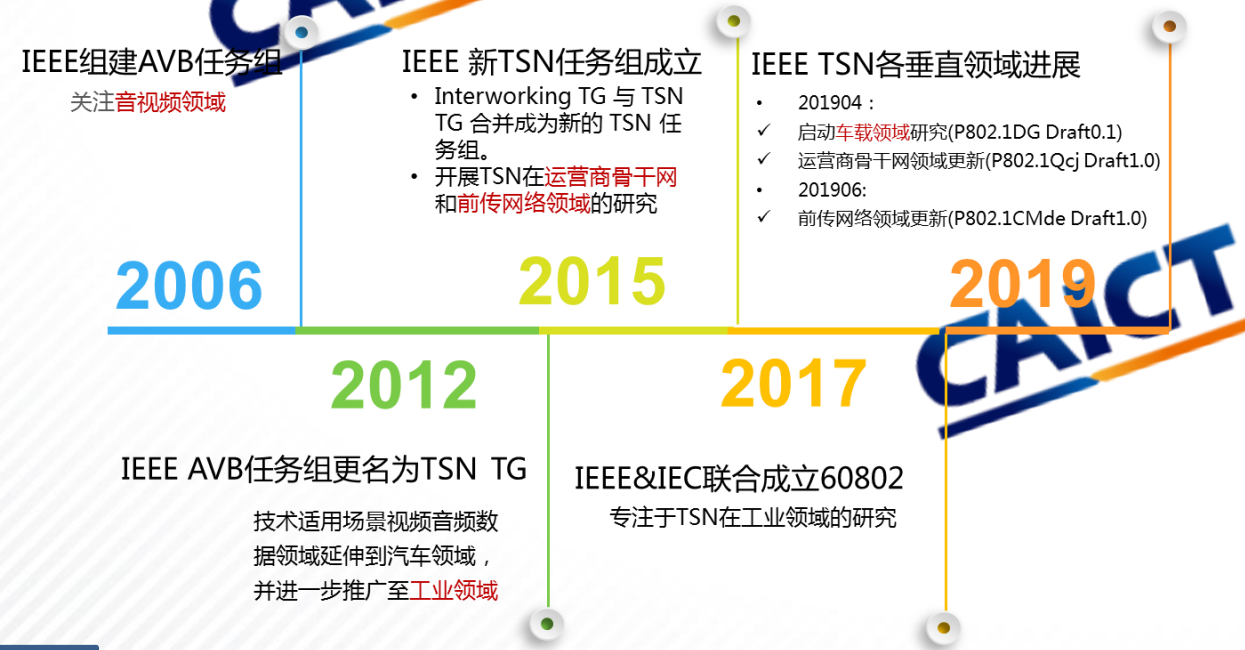 CAICT
IEEE组建AVB任务组
关注音视频领域
2006
IEEE 新TSN任务组成立
• Interworking TG 与 TSN
TG 合并成为新的 TSN 任
务组。
• 开展TSN在运营商骨干网
和前传网络领域的研究
2015
IEEE TSN各垂直领域进展
• 201904：
✓ 启动车载领域研究(P802.1DG Draft0.1)
✓ 运营商骨干网领域更新(P802.1Qcj Draft1.0)
• 201906:
✓ 前传网络领域更新(P802.1CMde Draft1.0)
2019
2012
IEEE AVB任务组更名为TSN TG
技术适用场景视频音频数
据领域延伸到汽车领域，
并进一步推广至工业领域
2017
IEEE&IEC联合成立60802
专注于TSN在工业领域的研究
CAICT